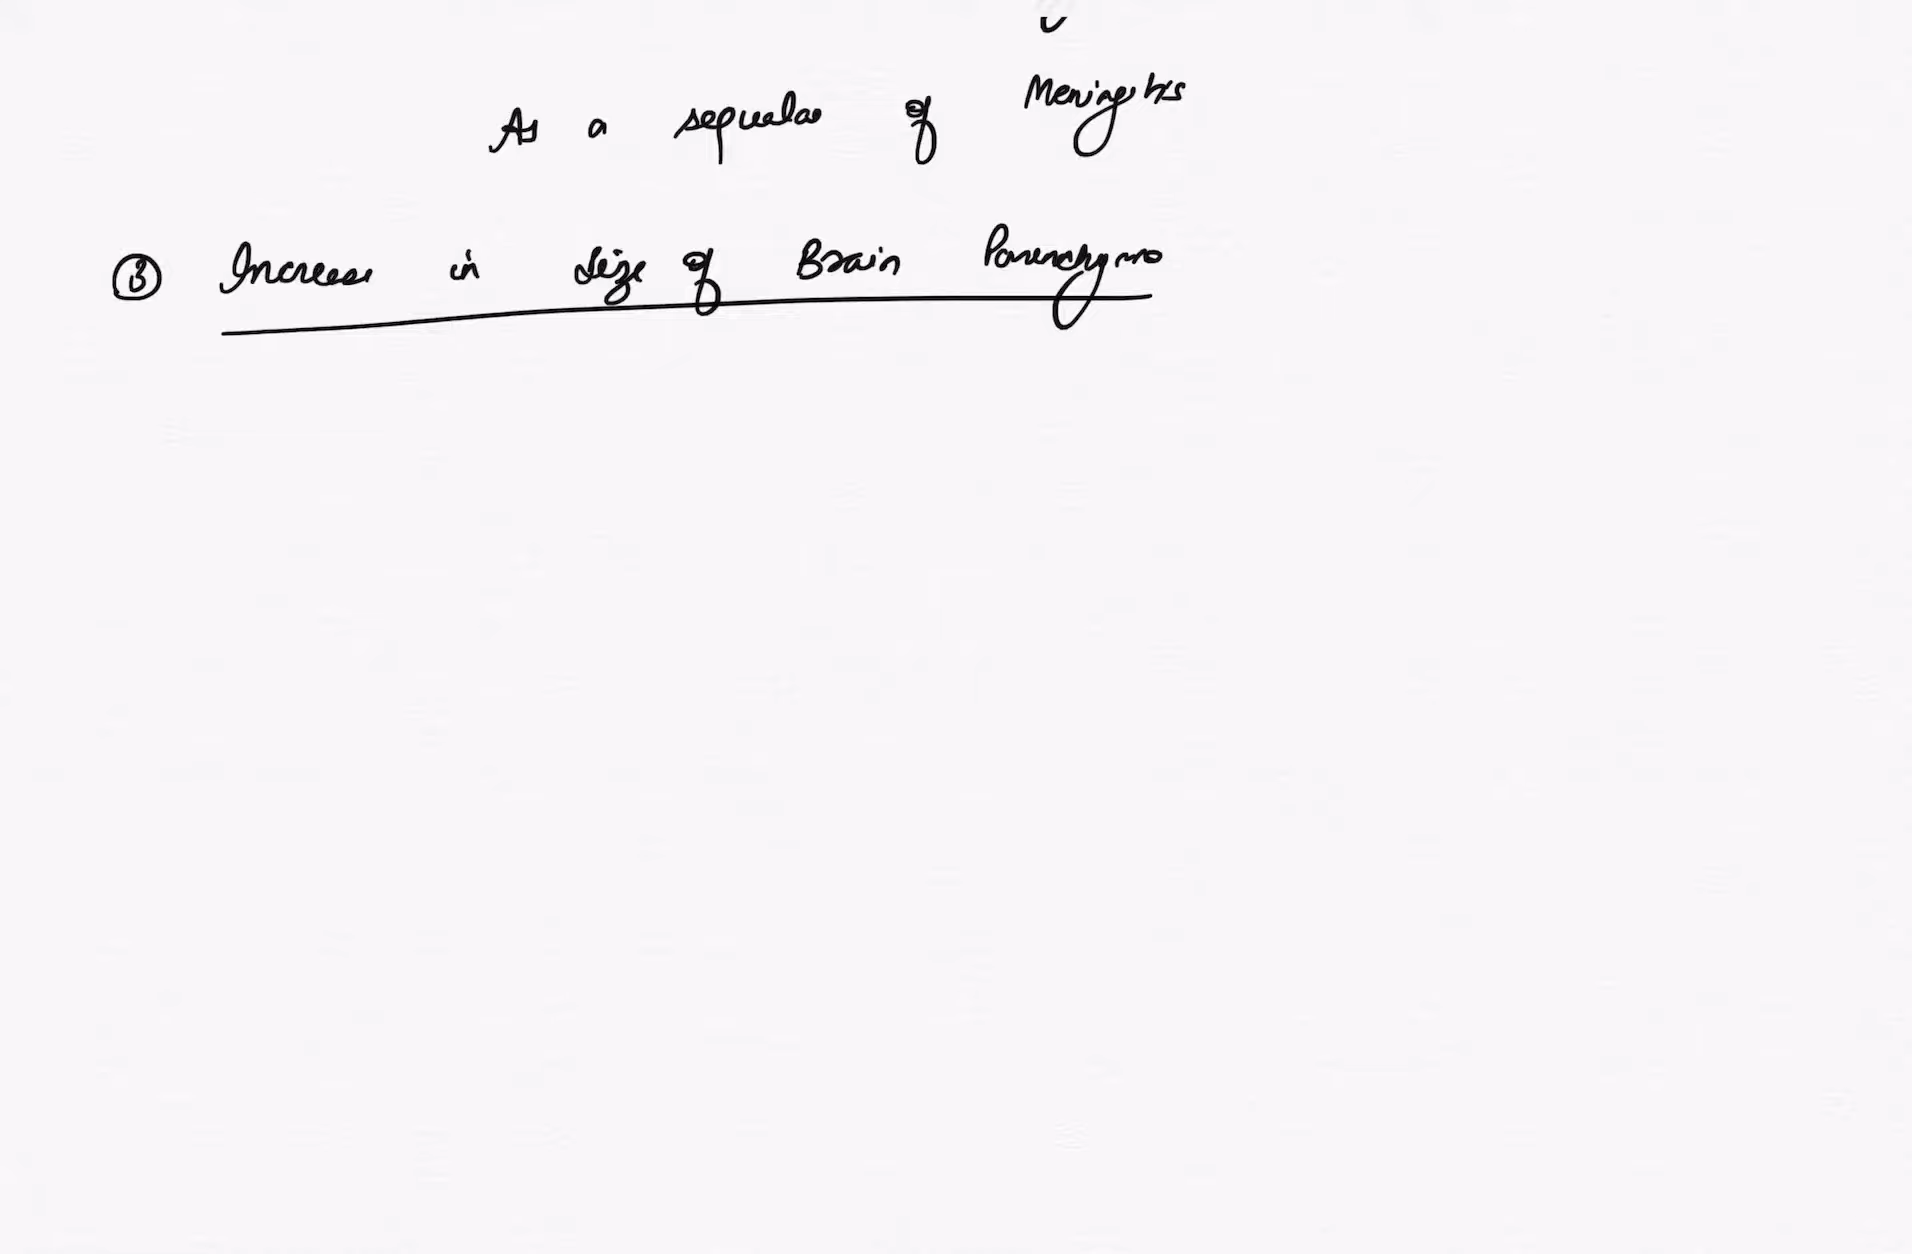 As a sequelae of Meningitis
③ Increase in size of Brain Parenchyma